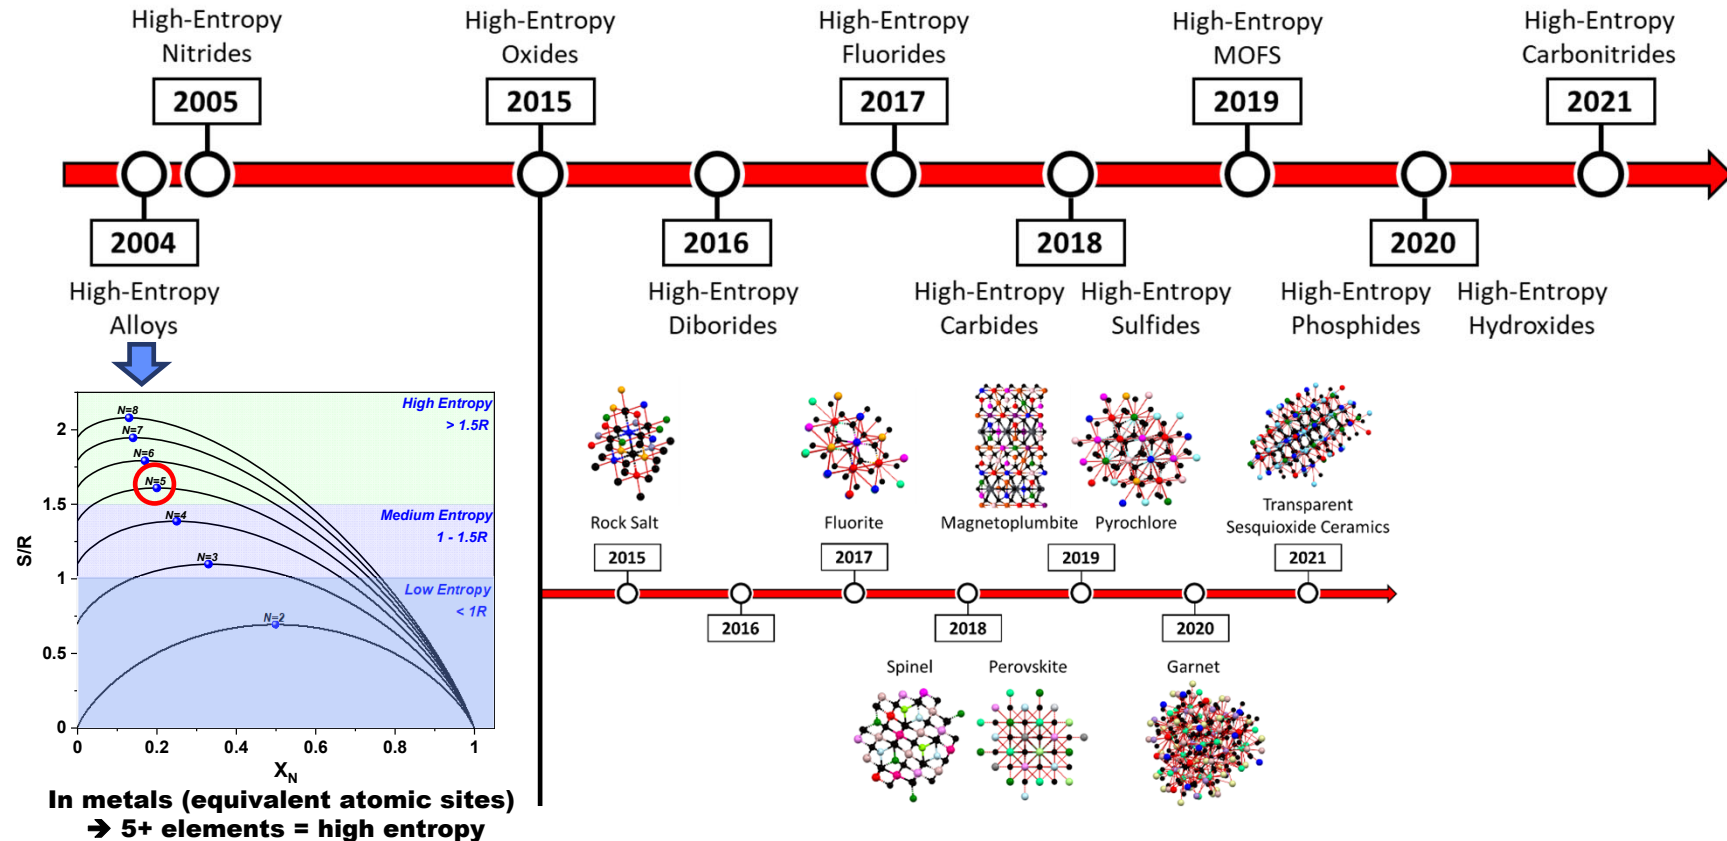 High-Entropy
Nitrides
2005
High-Entropy
Oxides
2015
High-Entropy
Fluorides
2017
High-Entropy
MOFS
2019
High-Entropy
Carbonitrides
2021
2004
High-Entropy
Alloys
2016
High-Entropy
Diborides
2018
High-Entropy
Carbides
High-Entropy
Sulfides
2020
High-Entropy
Phosphides
High-Entropy
Hydroxides
S/R
2
1.5
1
0.5
0
High Entropy
> 1.5R
Medium Entropy
1 - 1.5R
Low Entropy
< 1R
N=8
N=7
N=6
N=5
N=4
N=3
N=2
0 0.2 0.4 0.6 0.8 1
XN
In metals (equivalent atomic sites)
➔ 5+ elements = high entropy
Rock Salt
2015
Fluorite
2017
Magnetoplumbite Pyrochlore
2019
Transparent
Sesquioxide Ceramics
2021
2016
2018
Spinel Perovskite
2020
Garnet